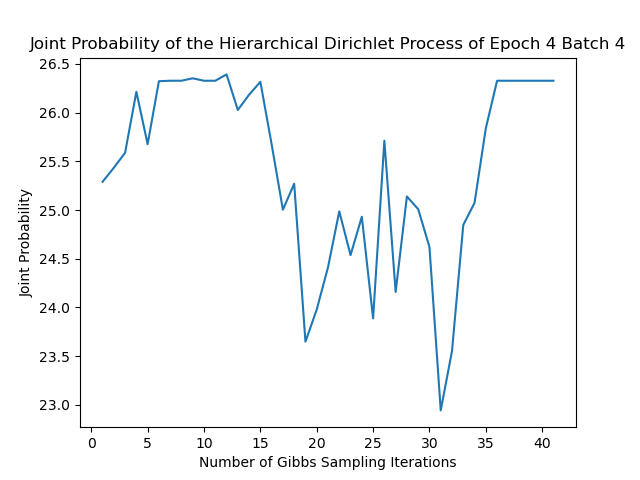 Joint Probability of the Hierarchical Dirichlet Process of Epoch 4 Batch 4
26.5
26.0
25.5
25.0
24.5
24.0
23.5
23.0
Joint Probability
0 5 10 15 20 25 30 35 40
Number of Gibbs Sampling Iterations